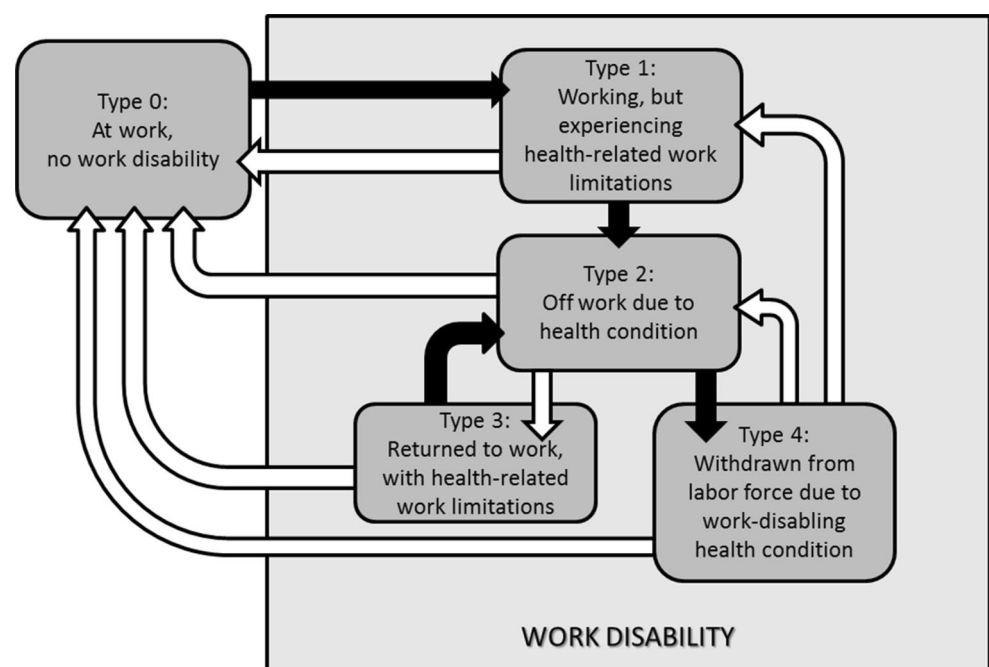 Type 0:
At work,
no work disability
Type 1:
Working, but
experiencing
health-related work
limitations
Type 2:
Off work due to
health condition
Type 3:
Returned to work,
with health-related
work limitations
Type 4:
Withdrawn from
labor force due to
work-disabling
health condition
WORK DISABILITY